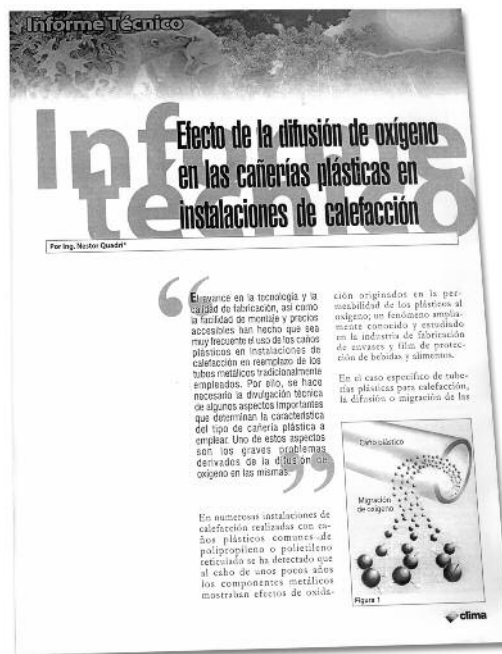 Informe Técnico
Informe
técnico
Efecto de la difusión de oxígeno
en las cañerías plásticas en
instalaciones de calefacción
Por Ing. Nestor Quadri*
“
El avance en la tecnología y la
calidad de fabricación, así como
la facilidad de montaje y precios
accesibles han hecho que sea
muy frecuente el uso de los caños
plásticos en instalaciones de
calefacción en reemplazo de los
tubos metálicos tradicionalmente
empleados. Por ello, se hace
necesario la divulgación técnica
de algunos aspectos importantes
que determinan la característica
del tipo de cañería plástica a
emplear. Uno de estos aspectos
son los graves problemas
derivados de la difusión de
oxígeno en las mismas.
”
En numerosas instalaciones de
calefacción realizadas con ca-
ños plásticos comunes de
polipropileno o polietileno
reticulado se ha detectado que
al cabo de unos pocos años
los componentes metálicos
mostraban efectos de oxida-
ción originados en la per-
meabilidad de los plásticos al
oxígeno; un fenómeno amplia-
mente conocido y estudiado
en la industria de fabricación
de envases y film de protec-
ción de bebidas y alimentos.
En el caso específico de tube-
rías plásticas para calefacción,
la difusión o migración de los
Caño plástico
Migración
de oxígeno
Figura 1
clima